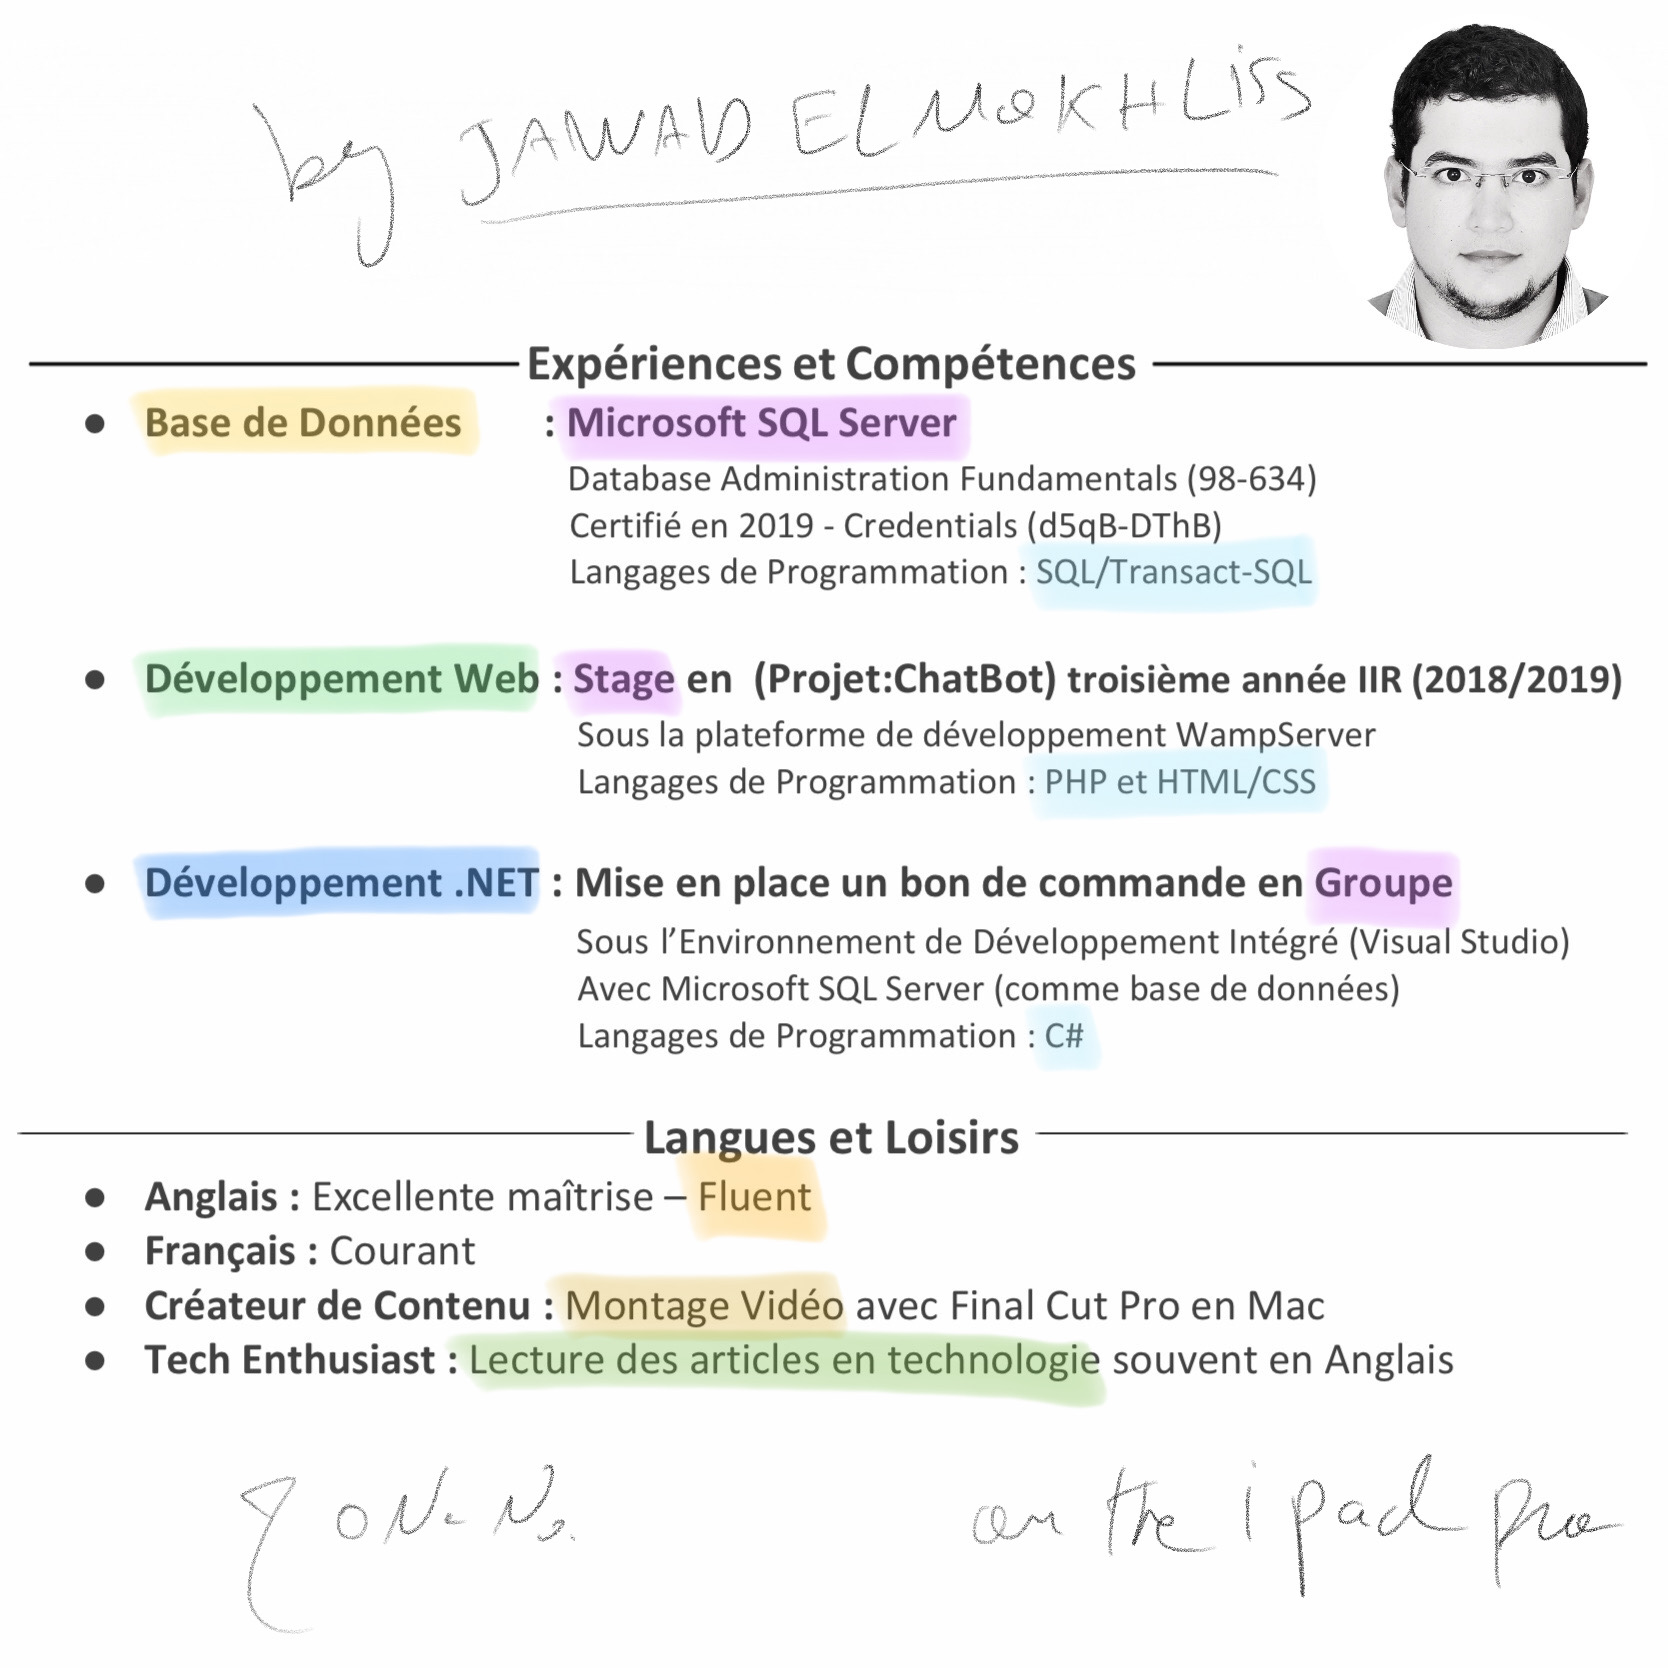 by JAWAD EL MOKHLISS
Expériences et Compétences
● Base de Données : Microsoft SQL Server
Database Administration Fundamentals (98-634)
Certifié en 2019 - Credentials (d5qB-DThB)
Langages de Programmation : SQL/Transact-SQL
● Développement Web : Stage en (Projet:ChatBot) troisième année IIR (2018/2019)
Sous la plateforme de développement WampServer
Langages de Programmation : PHP et HTML/CSS
● Développement .NET : Mise en place un bon de commande en Groupe
Sous l’Environnement de Développement Intégré (Visual Studio)
Avec Microsoft SQL Server (comme base de données)
Langages de Programmation : C#
Langues et Loisirs
● Anglais : Excellente maîtrise – Fluent
● Français : Courant
● Créateur de Contenu : Montage Vidéo avec Final Cut Pro en Mac
● Tech Enthusiast : Lecture des articles en technologie souvent en Anglais
on the ipad pro